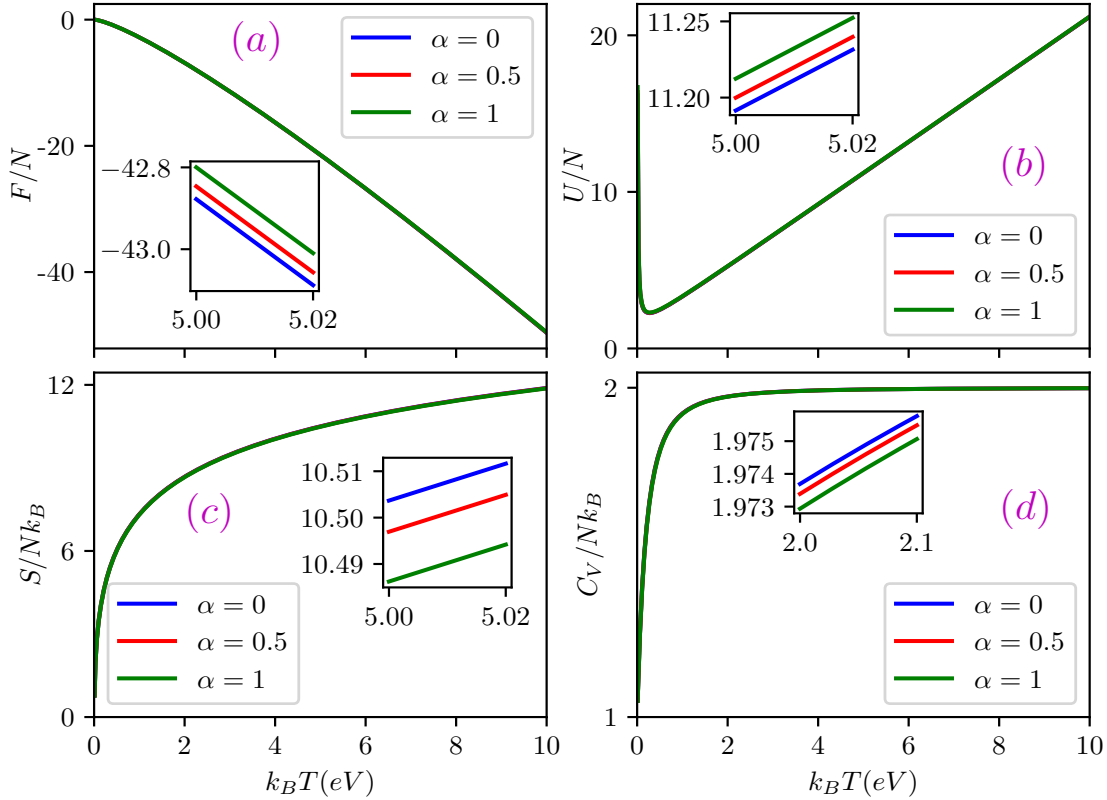 F/N
0
-20
-40
(a)
α = 0
α = 0.5
α = 1
−42.8
−43.0
5.00 5.02
U/N
20
10
0
11.25
11.20
5.00 5.02
(b)
α = 0
α = 0.5
α = 1
S/Nk_B
12
6
0
(c)
10.51
10.50
10.49
5.00 5.02
α = 0
α = 0.5
α = 1
0 2 4 6 8 10
k_BT(eV)
C_V/Nk_B
2
1
1.975
1.974
1.973
2.0 2.1
(d)
α = 0
α = 0.5
α = 1
0 2 4 6 8 10
k_BT(eV)